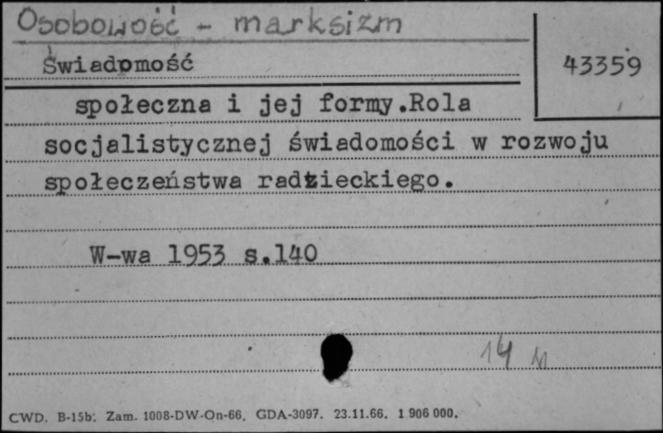 Osobowość - marksizm
Świadomość
43359
społeczna i jej formy.Rola
socjalistycznej świadomości w rozwoju
społeczeństwa radzieckiego.
W-wa 1953 s.140
14
CWD. B-15b. Zam. 1008-DW-On-66. GDA-3097. 23.11.66. 1 906 000.